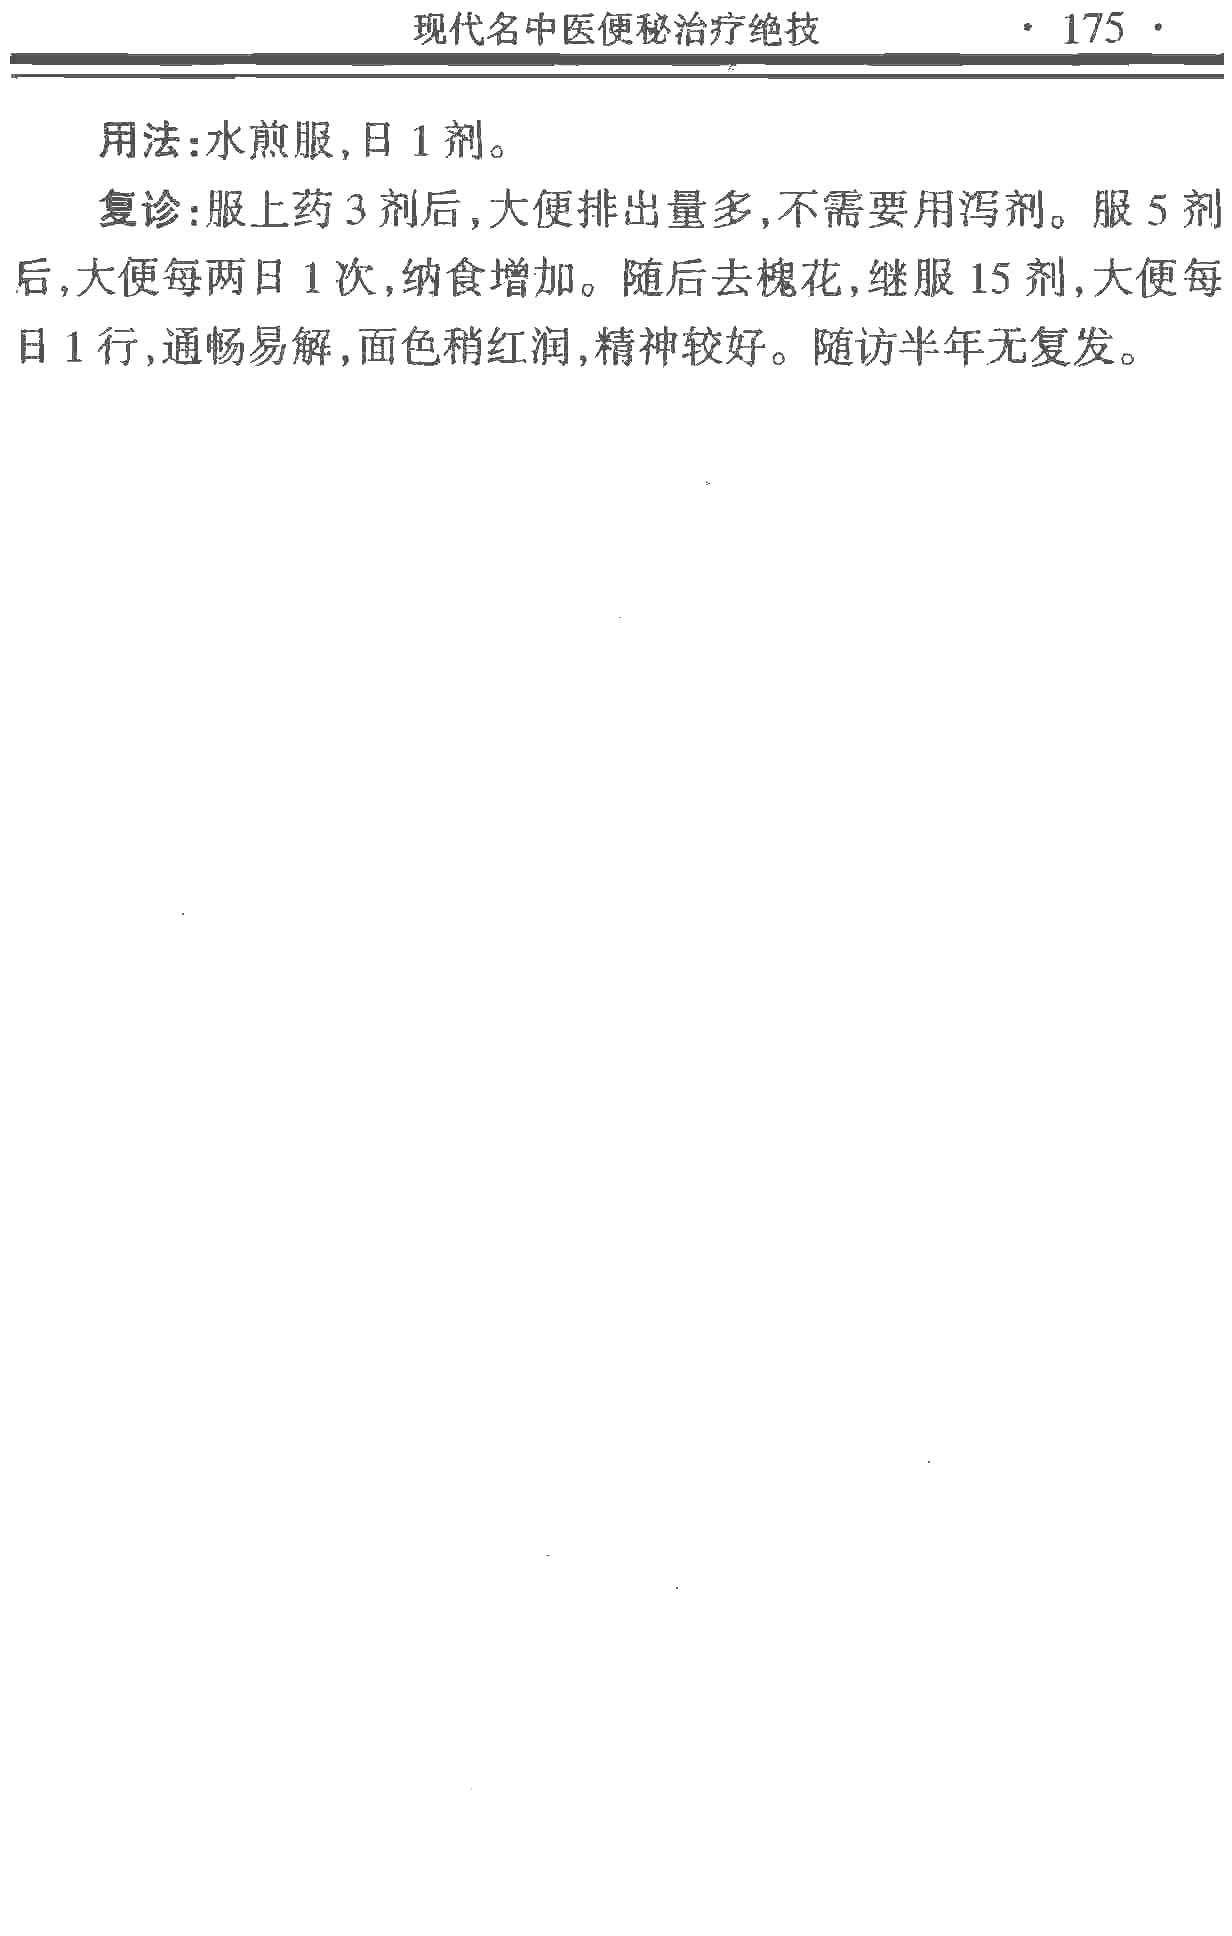 现代名中医便秘治疗绝技 · 175 ·
用法:水煎服,日 1 剂。
复诊:服上药 3 剂后,大便排出量多,不需要用泻剂。服 5 剂
后,大便每两日 1 次,纳食增加。随后去槐花,继服 15 剂,大便每
日 1 行,通畅易解,面色稍红润,精神较好。随访半年无复发。